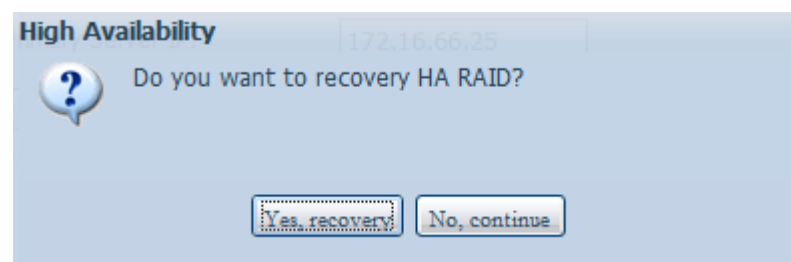 High Availability
172.16.66.25
Do you want to recovery HA RAID?
Yes, recovery
No, continue